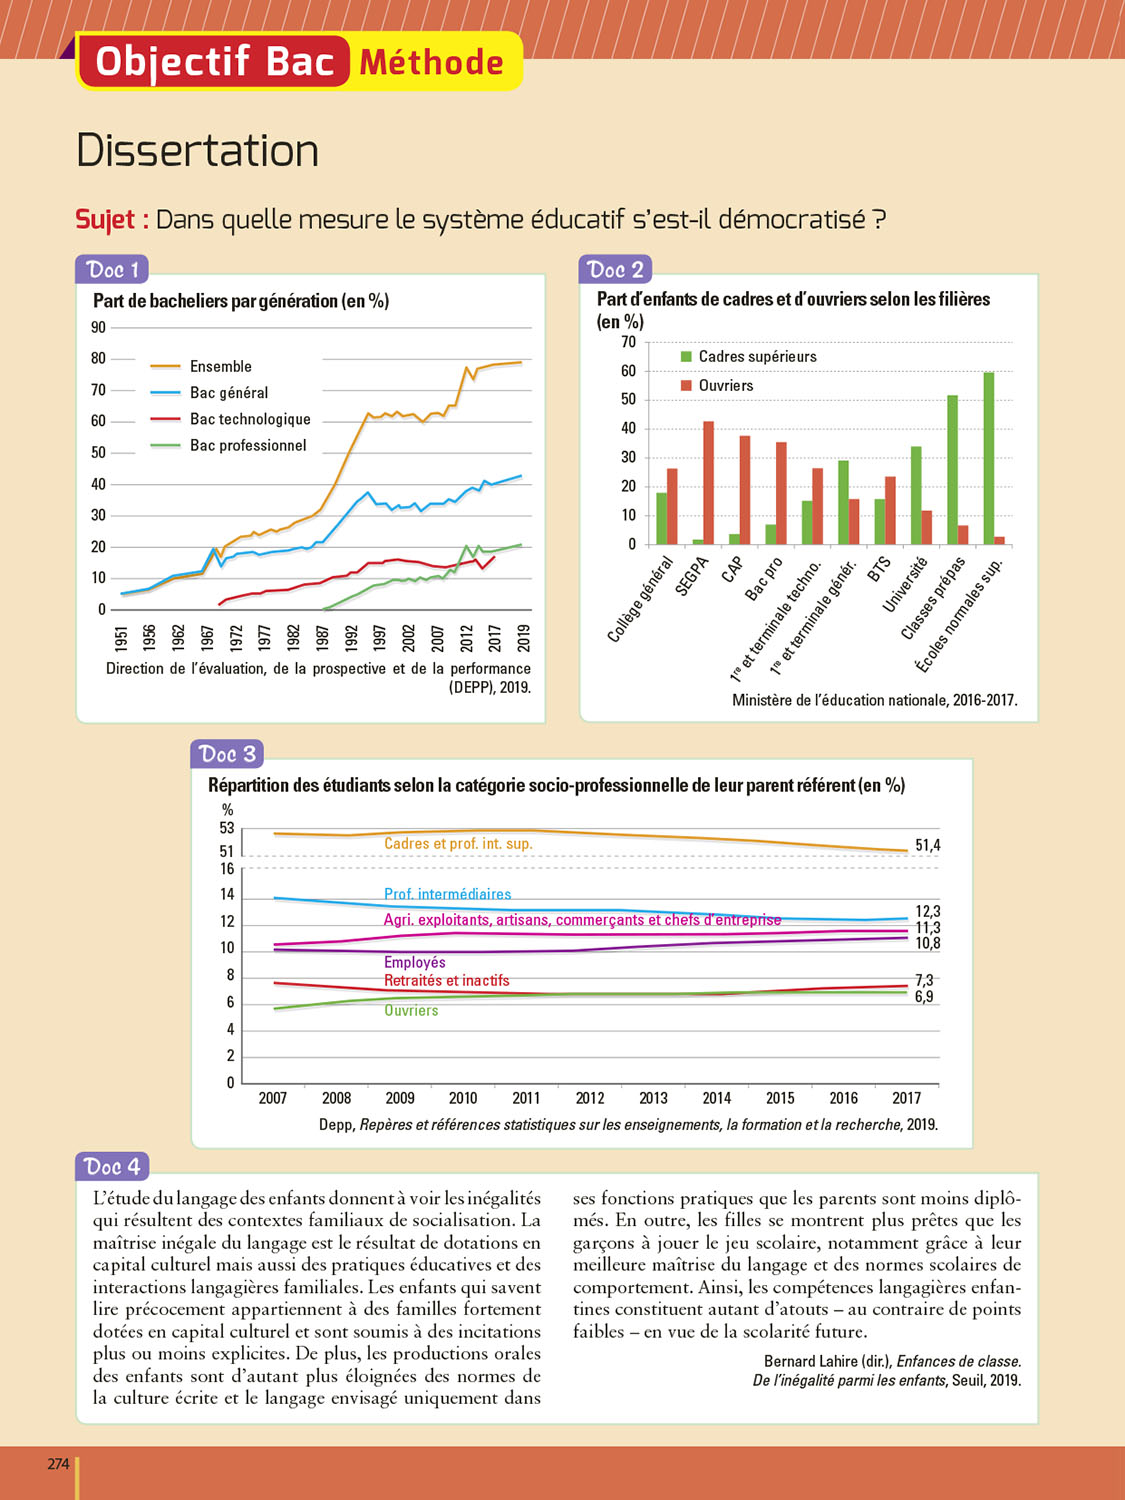 Objectif Bac Méthode
Dissertation
Sujet : Dans quelle mesure le système éducatif s'est-il démocratisé ?
Doc 1
Part de bacheliers par génération (en %)
90
80
70
60
50
40
30
20
10
0
Ensemble
Bac général
Bac technologique
Bac professionnel
1951
1956
1962
1967
1972
1977
1982
1987
1992
1997
2002
2007
2012
2017
2019
Direction de l'évaluation, de la prospective et de la performance
(DEPP), 2019.
Doc 2
Part d'enfants de cadres et d'ouvriers selon les filières
(en %)
70
60
50
40
30
20
10
0
Cadres supérieurs
Ouvriers
Collège général
SEGPA
CAP
Bac pro
1re et terminale techno.
1re et terminale génér.
BTS
Université
Classes prépas
Écoles normales sup.
Ministère de l'éducation nationale, 2016-2017.
Doc 3
Répartition des étudiants selon la catégorie socio-professionnelle de leur parent référent (en %)
%
53
51
16
14
12
10
8
6
4
2
0
Cadres et prof. int. sup.
51,4
Prof. intermédiaires
12,3
Agri. exploitants, artisans, commerçants et chefs d'entreprise
11,3
10,8
Employés
Retraités et inactifs
7,3
6,9
Ouvriers
2007
2008
2009
2010
2011
2012
2013
2014
2015
2016
2017
Depp, Repères et références statistiques sur les enseignements, la formation et la recherche, 2019.
Doc 4
L'étude du langage des enfants donnent à voir les inégalités
qui résultent des contextes familiaux de socialisation. La
maîtrise inégale du langage est le résultat de dotations en
capital culturel mais aussi des pratiques éducatives et des
interactions langagières familiales. Les enfants qui savent
lire précocement appartiennent à des familles fortement
dotées en capital culturel et sont soumis à des incitations
plus ou moins explicites. De plus, les productions orales
des enfants sont d'autant plus éloignées des normes de
la culture écrite et le langage envisagé uniquement dans
ses fonctions pratiques que les parents sont moins diplô-
més. En outre, les filles se montrent plus prêtes que les
garçons à jouer le jeu scolaire, notamment grâce à leur
meilleure maîtrise du langage et des normes scolaires de
comportement. Ainsi, les compétences langagières enfan-
tines constituent autant d'atouts – au contraire de points
faibles – en vue de la scolarité future.
Bernard Lahire (dir.), Enfances de classe.
De l'inégalité parmi les enfants, Seuil, 2019.
274